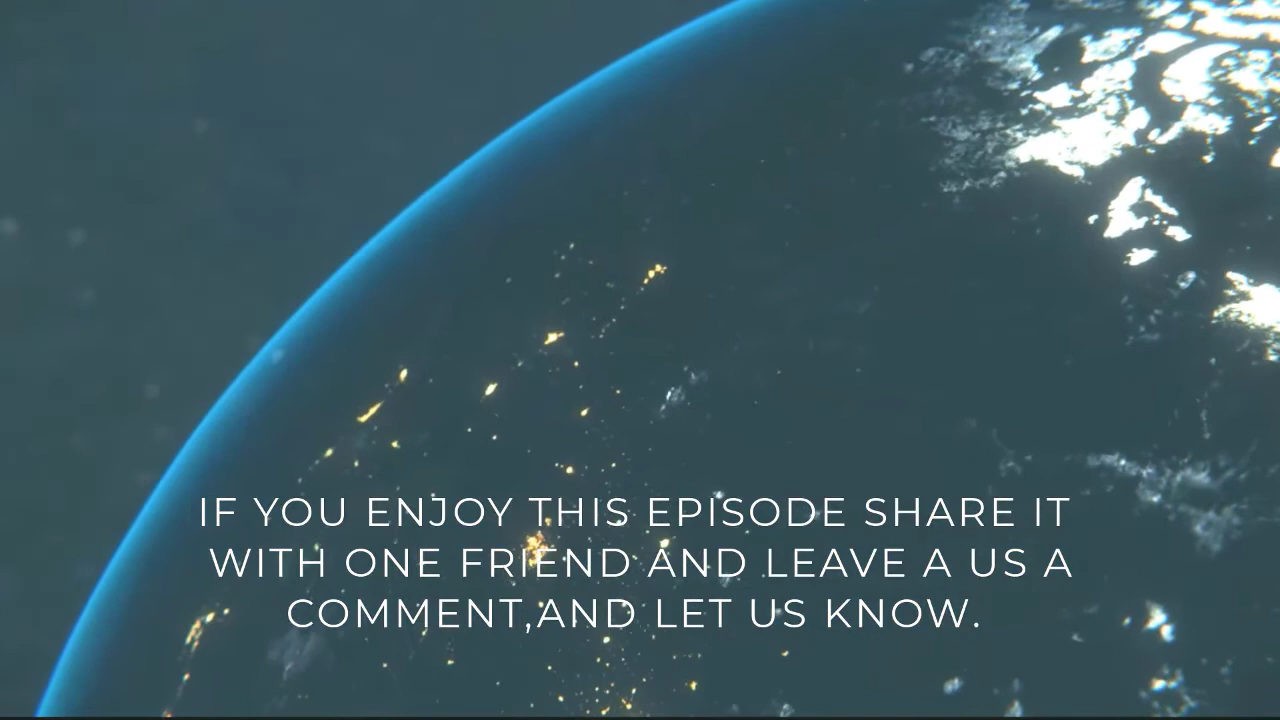 IF YOU ENJOY THIS EPISODE SHARE IT
WITH ONE FRIEND AND LEAVE A US A
COMMENT,AND LET US KNOW.